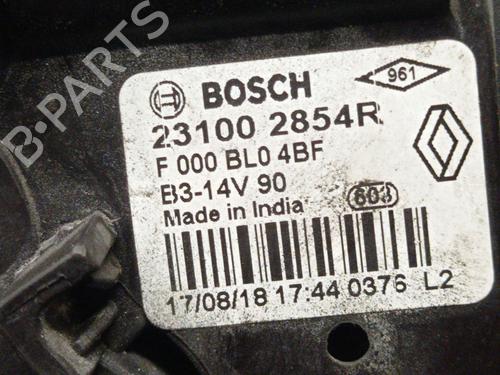 BOSCH
961
23100 2854R
F 000 BL0 4BF
B3-14V 90
Made in India
603
17/08/18 17:44 0376 L2
B-PARTS